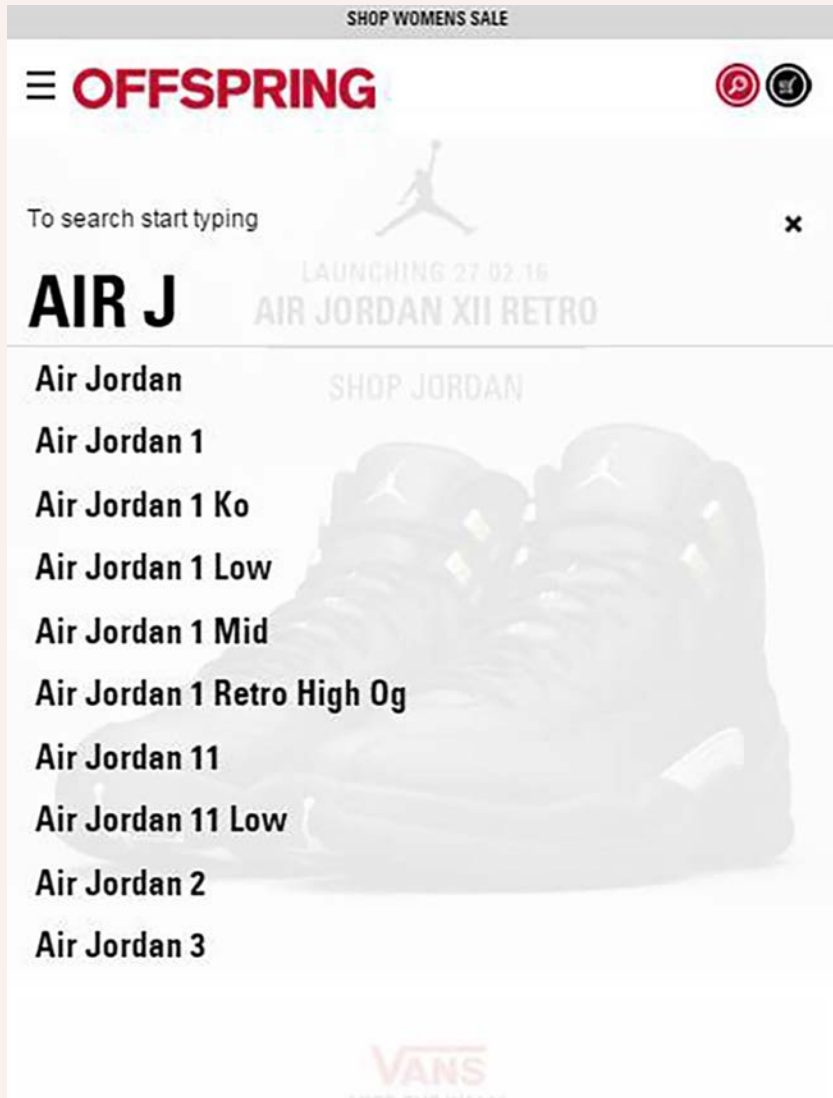 SHOP WOMENS SALE
OFFSPRING
To search start typing
LAUNCHING 27.02.16
AIR J
AIR JORDAN XII RETRO
SHOP JORDAN
Air Jordan
Air Jordan 1
Air Jordan 1 Ko
Air Jordan 1 Low
Air Jordan 1 Mid
Air Jordan 1 Retro High Og
Air Jordan 11
Air Jordan 11 Low
Air Jordan 2
Air Jordan 3
VANS